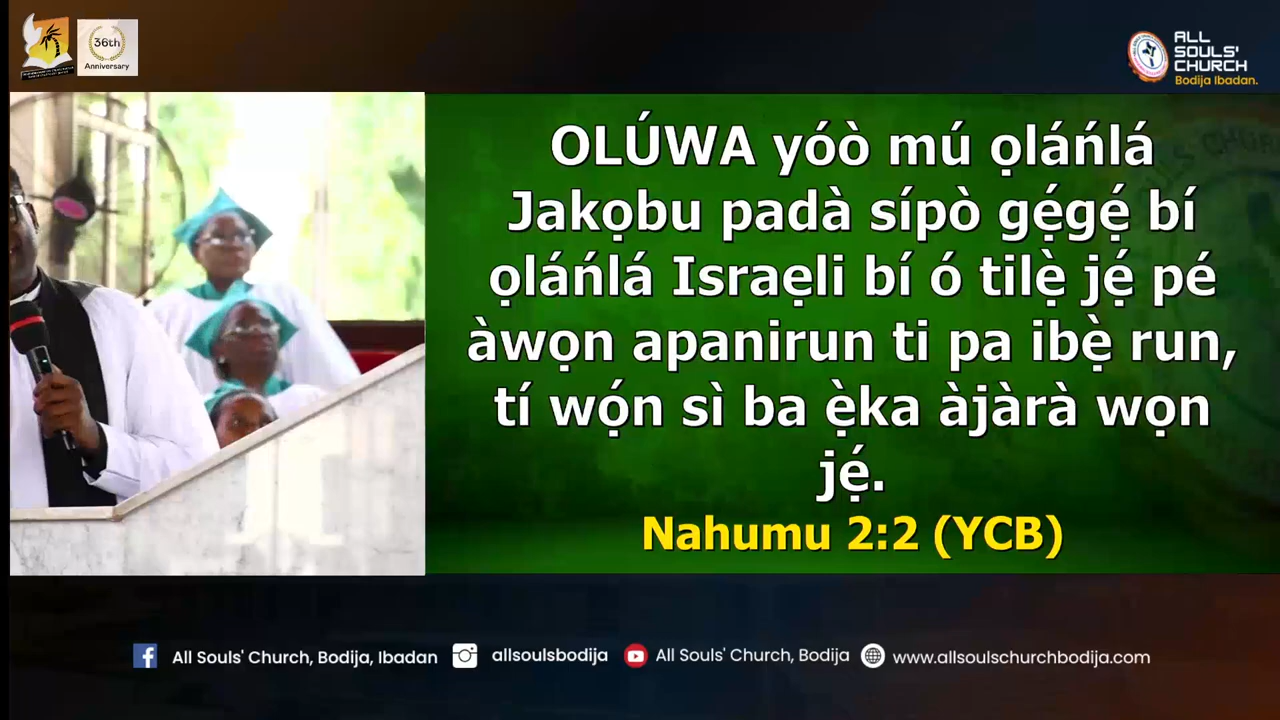 36th
Anniversary
ALL
SOULS'
CHURCH
Bodija Ibadan.
OLÚWA yóò mú ọláńlá
Jakọbu padà sípò gẹ́gẹ́ bí
ọláńlá Israẹli bí ó tilẹ̀ jẹ́ pé
àwọn apanirun ti pa ibẹ̀ run,
tí wọ́n sì ba ẹ̀ka àjàrà wọn
jẹ́.
Nahumu 2:2 (YCB)
All Souls' Church, Bodija, Ibadan
allsoulsbodija
All Souls' Church, Bodija
www.allsoulschurchbodija.com